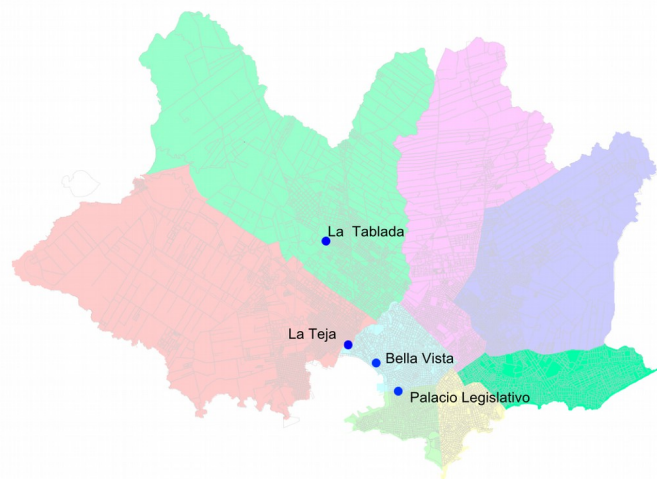 La Tablada
La Teja
Bella Vista
Palacio Legislativo